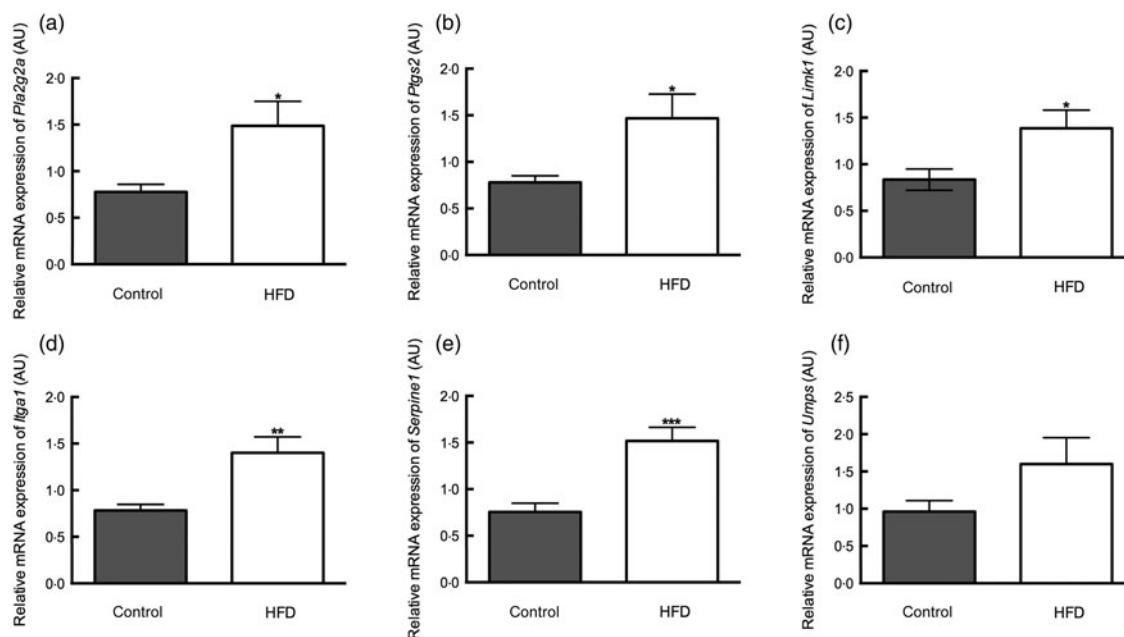 (a)
Relative mRNA expression of Pla2g2a (AU)
2·0
1·5
1·0
0·5
0·0
*
Control
HFD
(b)
Relative mRNA expression of Ptgs2 (AU)
2·0
1·5
1·0
0·5
0·0
*
Control
HFD
(c)
Relative mRNA expression of Limk1 (AU)
2·0
1·5
1·0
0·5
0·0
*
Control
HFD
(d)
Relative mRNA expression of Itga1 (AU)
2·0
1·5
1·0
0·5
0·0
**
Control
HFD
(e)
Relative mRNA expression of Serpine1 (AU)
2·0
1·5
1·0
0·5
0·0
***
Control
HFD
(f)
Relative mRNA expression of Umps (AU)
2·5
2·0
1·5
1·0
0·5
0·0
Control
HFD